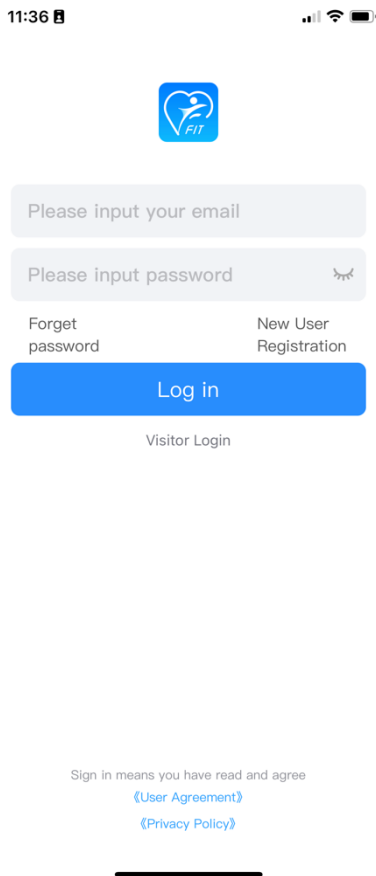 11:36
FIT
Please input your email
Please input password
Forget
password
New User
Registration
Log in
Visitor Login
Sign in means you have read and agree
《User Agreement》
《Privacy Policy》